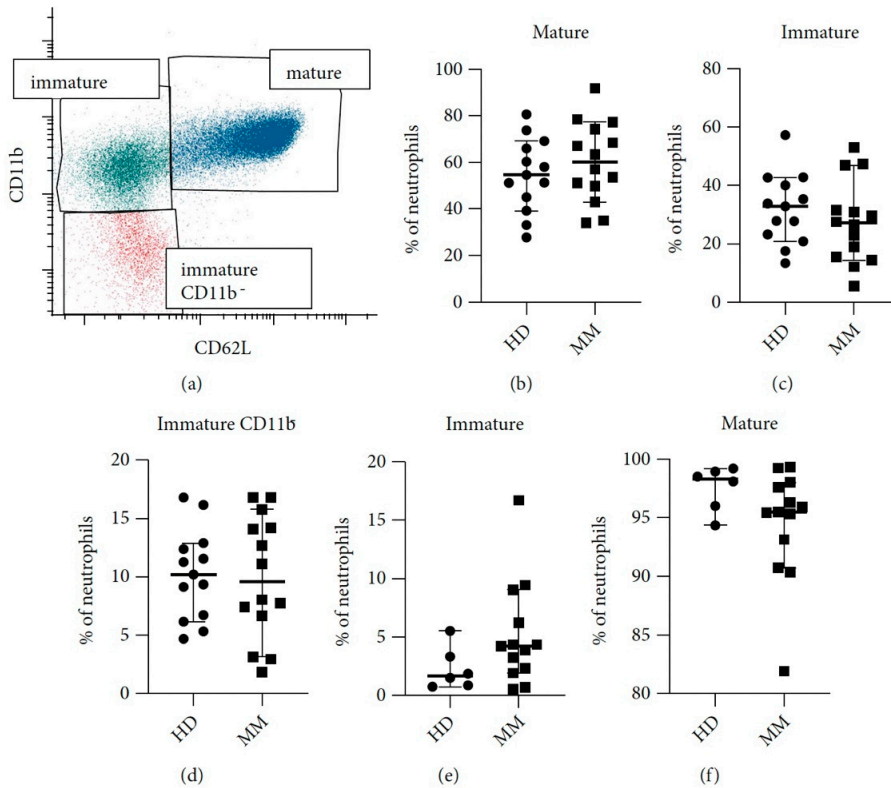 immature
mature
CD11b
immature
CD11b-
CD62L
(a)
Mature
100
80
60
40
20
0
% of neutrophils
HD
MM
(b)
Immature
80
60
40
20
0
% of neutrophils
HD
MM
(c)
Immature CD11b
20
15
10
5
0
% of neutrophils
HD
MM
(d)
Immature
20
15
10
5
0
% of neutrophils
HD
MM
(e)
Mature
100
95
90
85
80
% of neutrophils
HD
MM
(f)